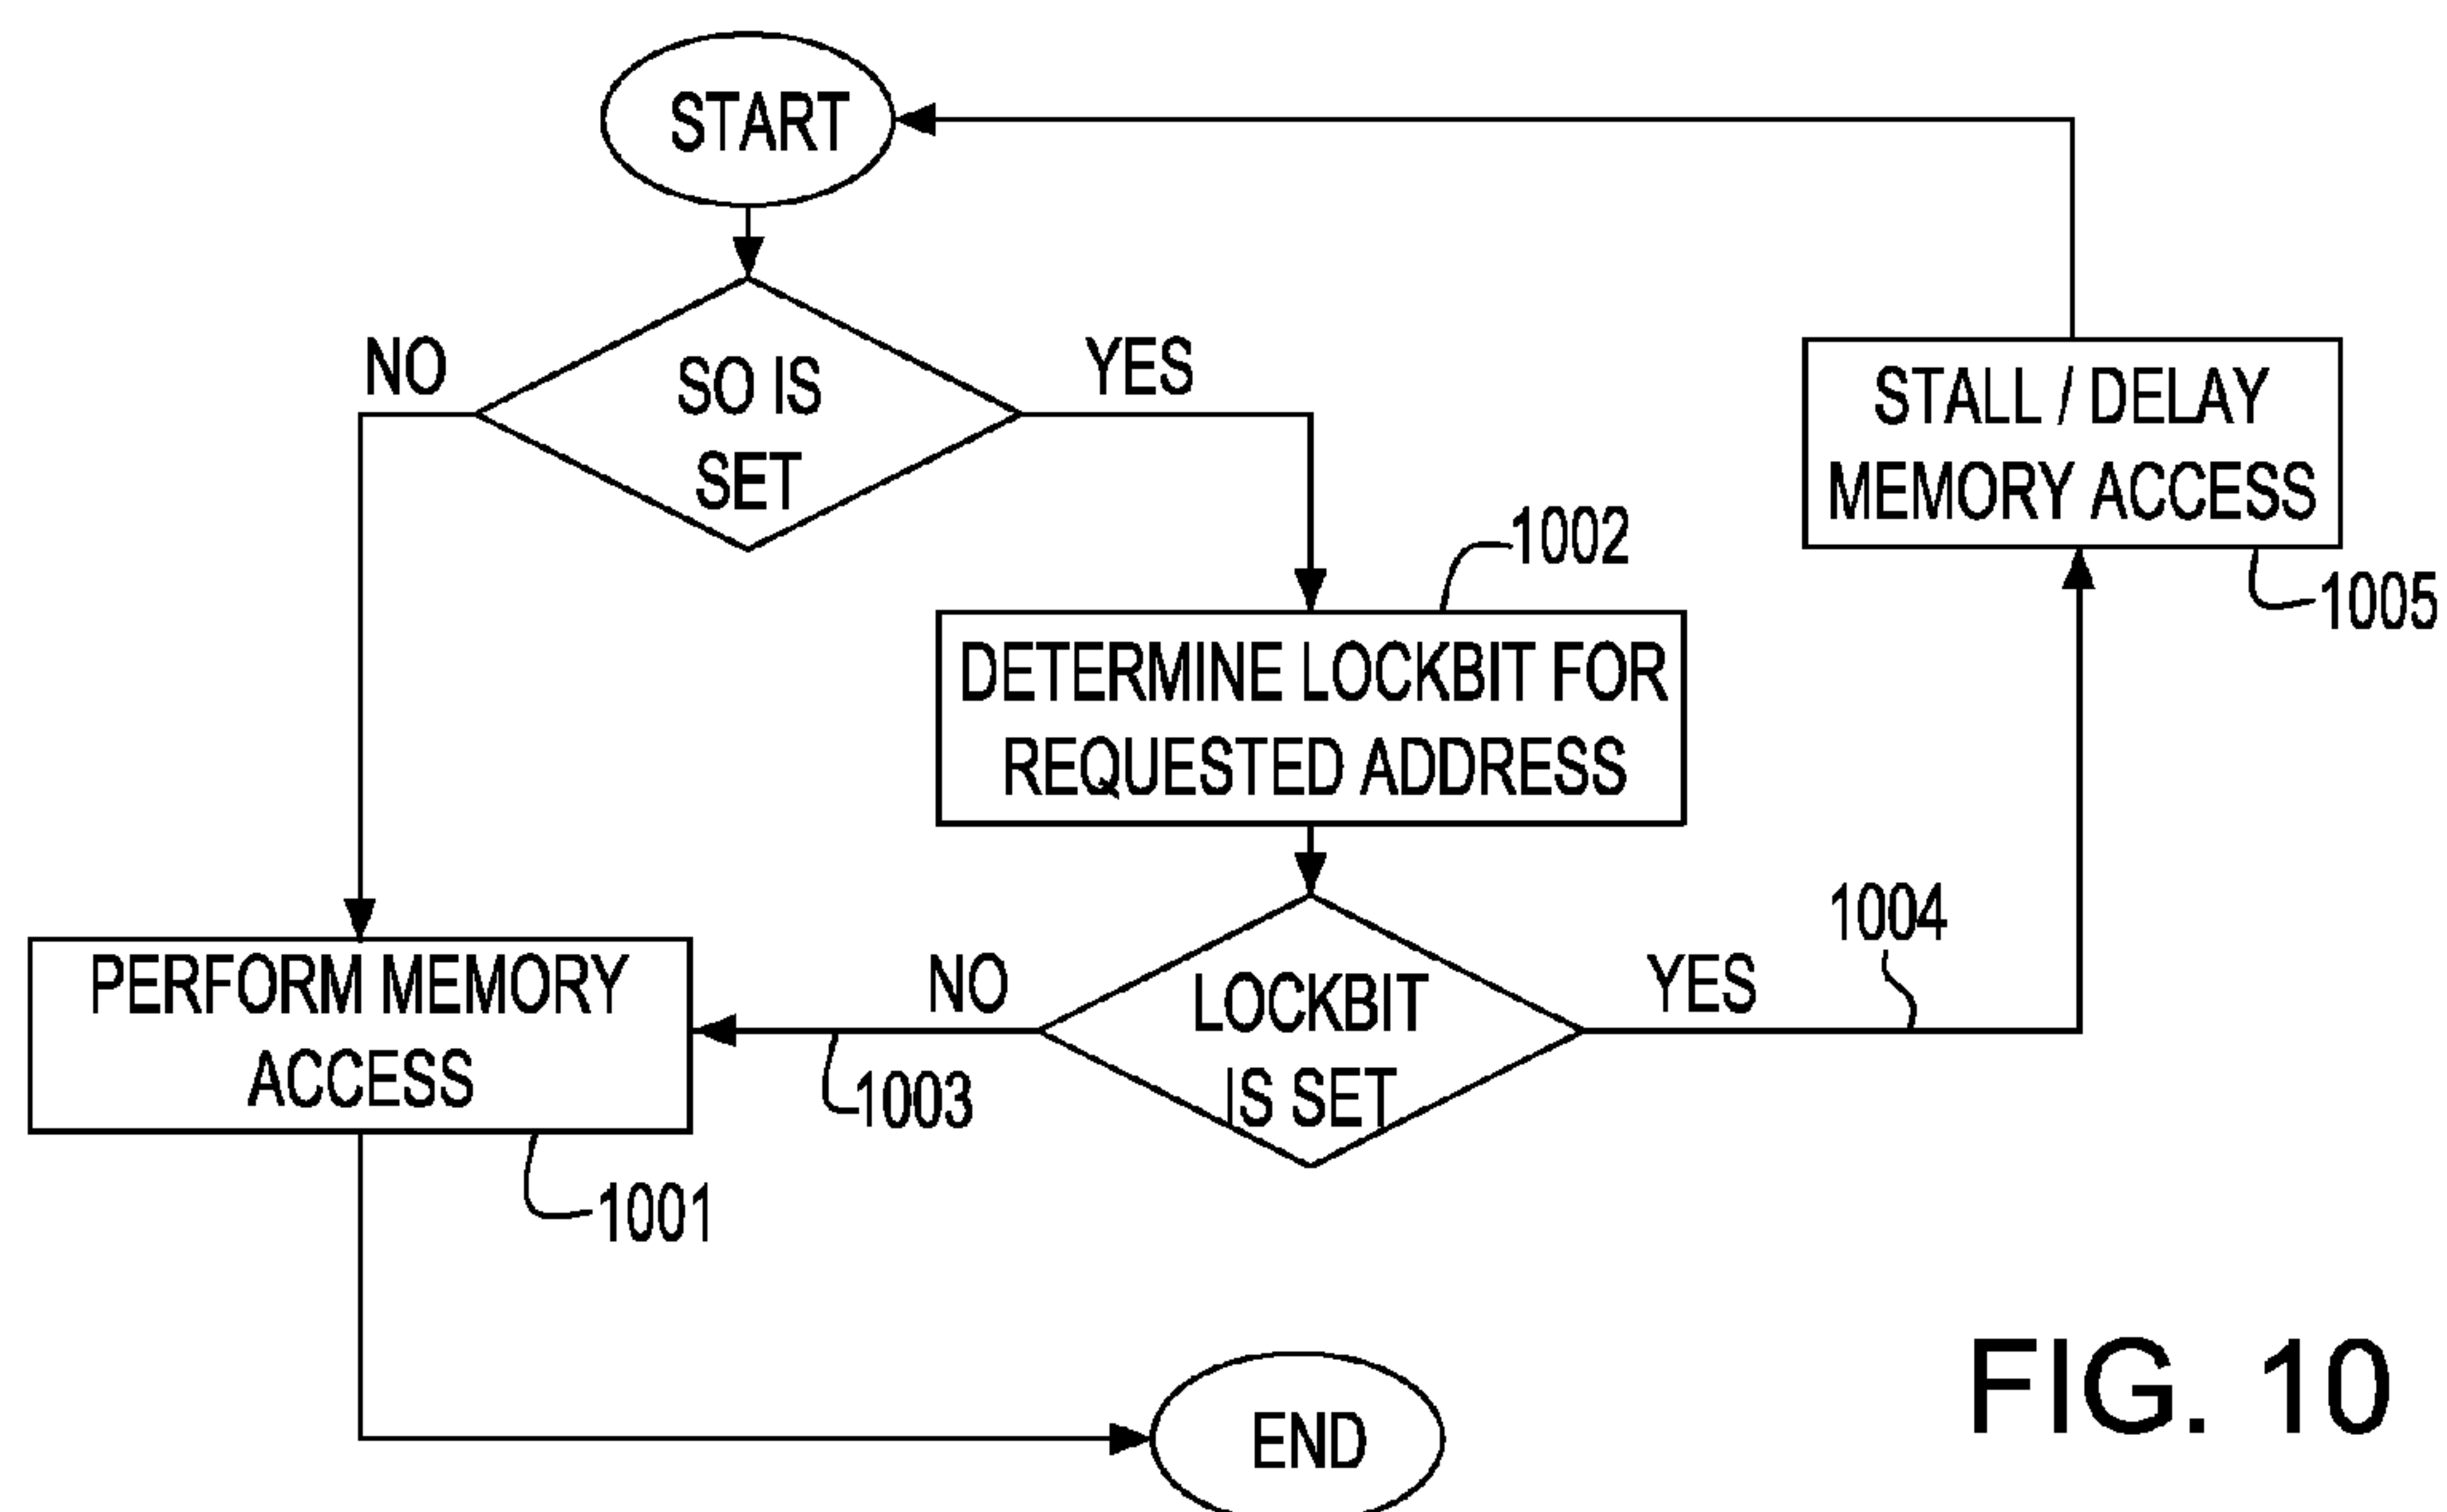 START
NO
SO IS
SET
YES
STALL / DELAY
MEMORY ACCESS
1002
1005
DETERMINE LOCKBIT FOR
REQUESTED ADDRESS
1004
PERFORM MEMORY
ACCESS
NO
LOCKBIT
IS SET
YES
1003
1001
END
FIG. 10